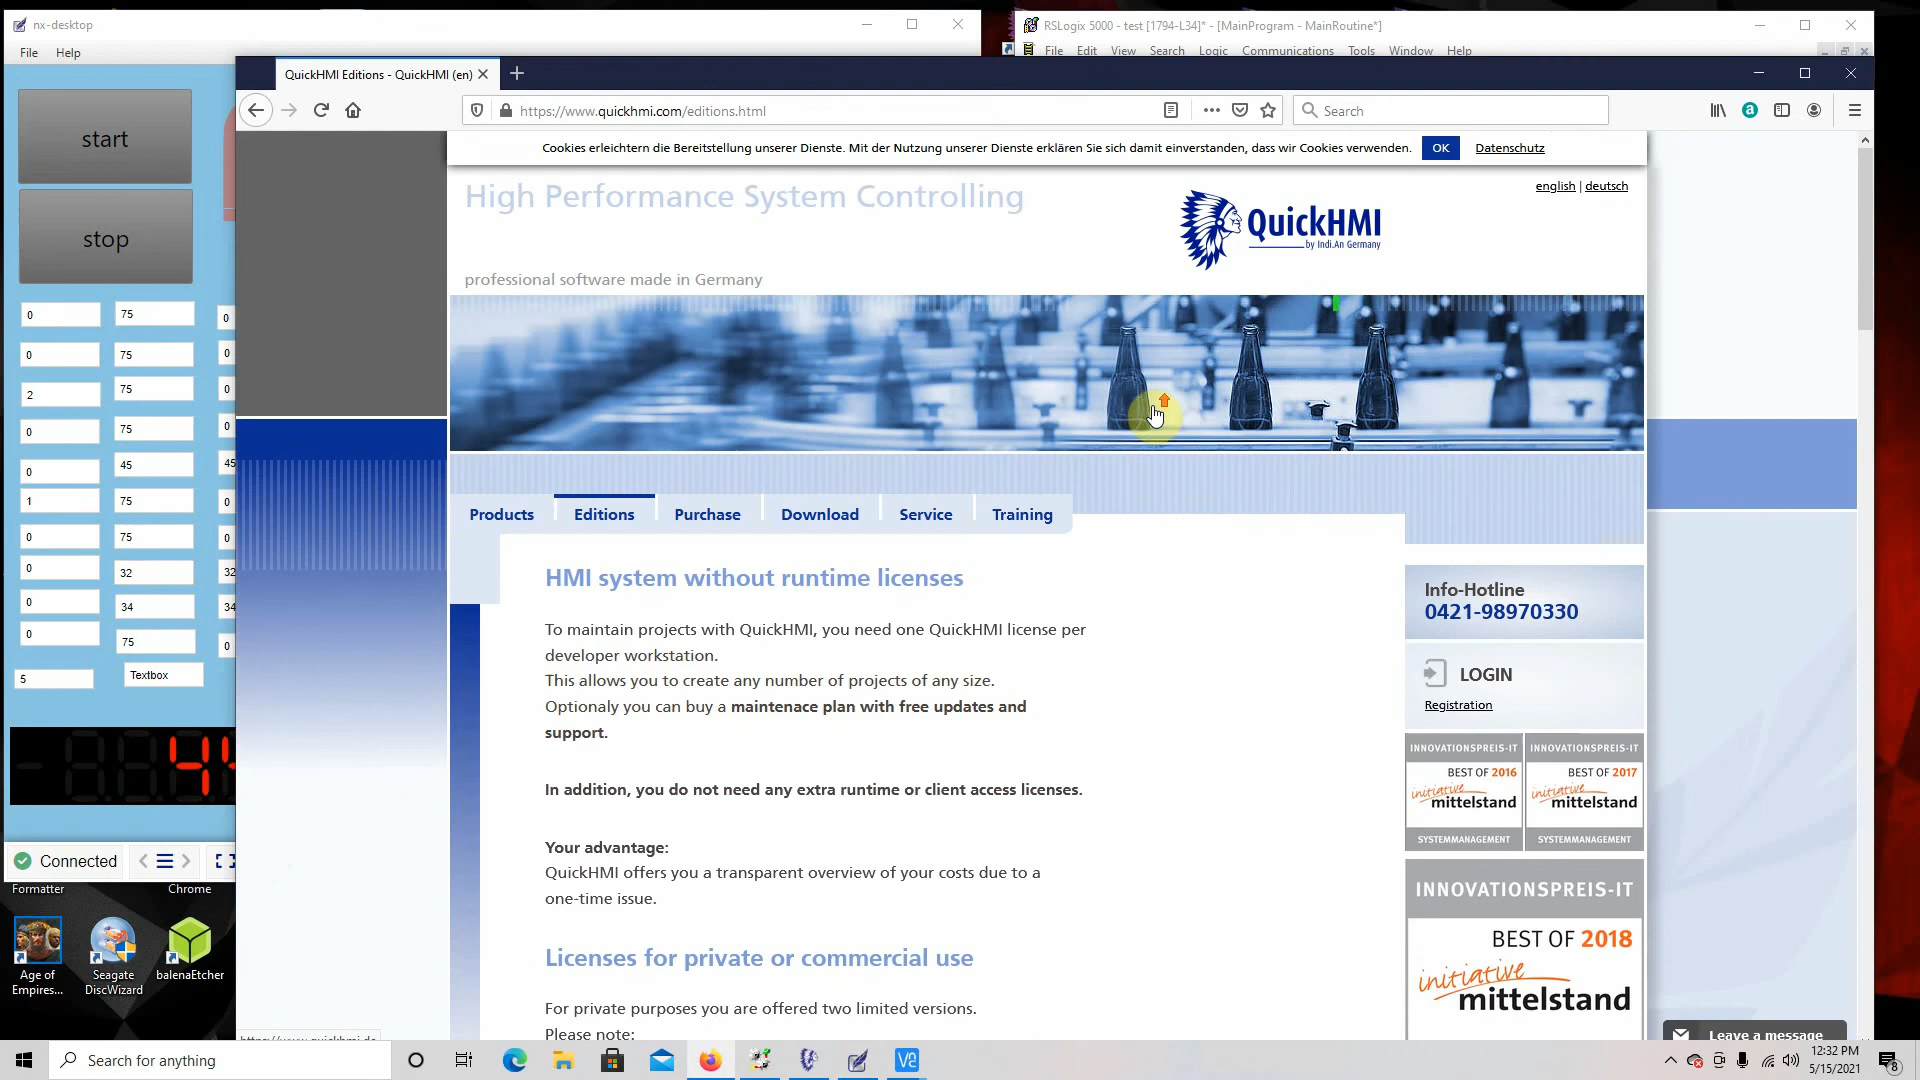 nx-desktop
File Help
start
stop
0 75 0
0 75 0
2 75 0
0 75 0
0 45 45
1 75 0
0 75 0
0 32 32
0 34 34
0 75 0
5 Textbox
Connected
Formatter Chrome
Age of Empires...
Seagate DiscWizard
balenaEtcher
RSLogix 5000 - test [1794-L34]* - [MainProgram - MainRoutine*]
File Edit View Search Logic Communications Tools Window Help
QuickHMI Editions - QuickHMI (en)
https://www.quickhmi.com/editions.html
Search
Cookies erleichtern die Bereitstellung unserer Dienste. Mit der Nutzung unserer Dienste erklären Sie sich damit einverstanden, dass wir Cookies verwenden. OK Datenschutz
High Performance System Controlling
english | deutsch
QuickHMI
by Indi.An Germany
professional software made in Germany
Products Editions Purchase Download Service Training
HMI system without runtime licenses
To maintain projects with QuickHMI, you need one QuickHMI license per
developer workstation.
This allows you to create any number of projects of any size.
Optionaly you can buy a maintenace plan with free updates and
support.
In addition, you do not need any extra runtime or client access licenses.
Your advantage:
QuickHMI offers you a transparent overview of your costs due to a
one-time issue.
Licenses for private or commercial use
For private purposes you are offered two limited versions.
Please note:
Info-Hotline
0421-98970330
LOGIN
Registration
INNOVATIONSPREIS-IT INNOVATIONSPREIS-IT
BEST OF 2016 BEST OF 2017
initiative initiative
mittelstand mittelstand
SYSTEMMANAGEMENT SYSTEMMANAGEMENT
INNOVATIONSPREIS-IT
BEST OF 2018
initiative
mittelstand
Leave a message
Search for anything
12:32 PM
5/15/2021
8